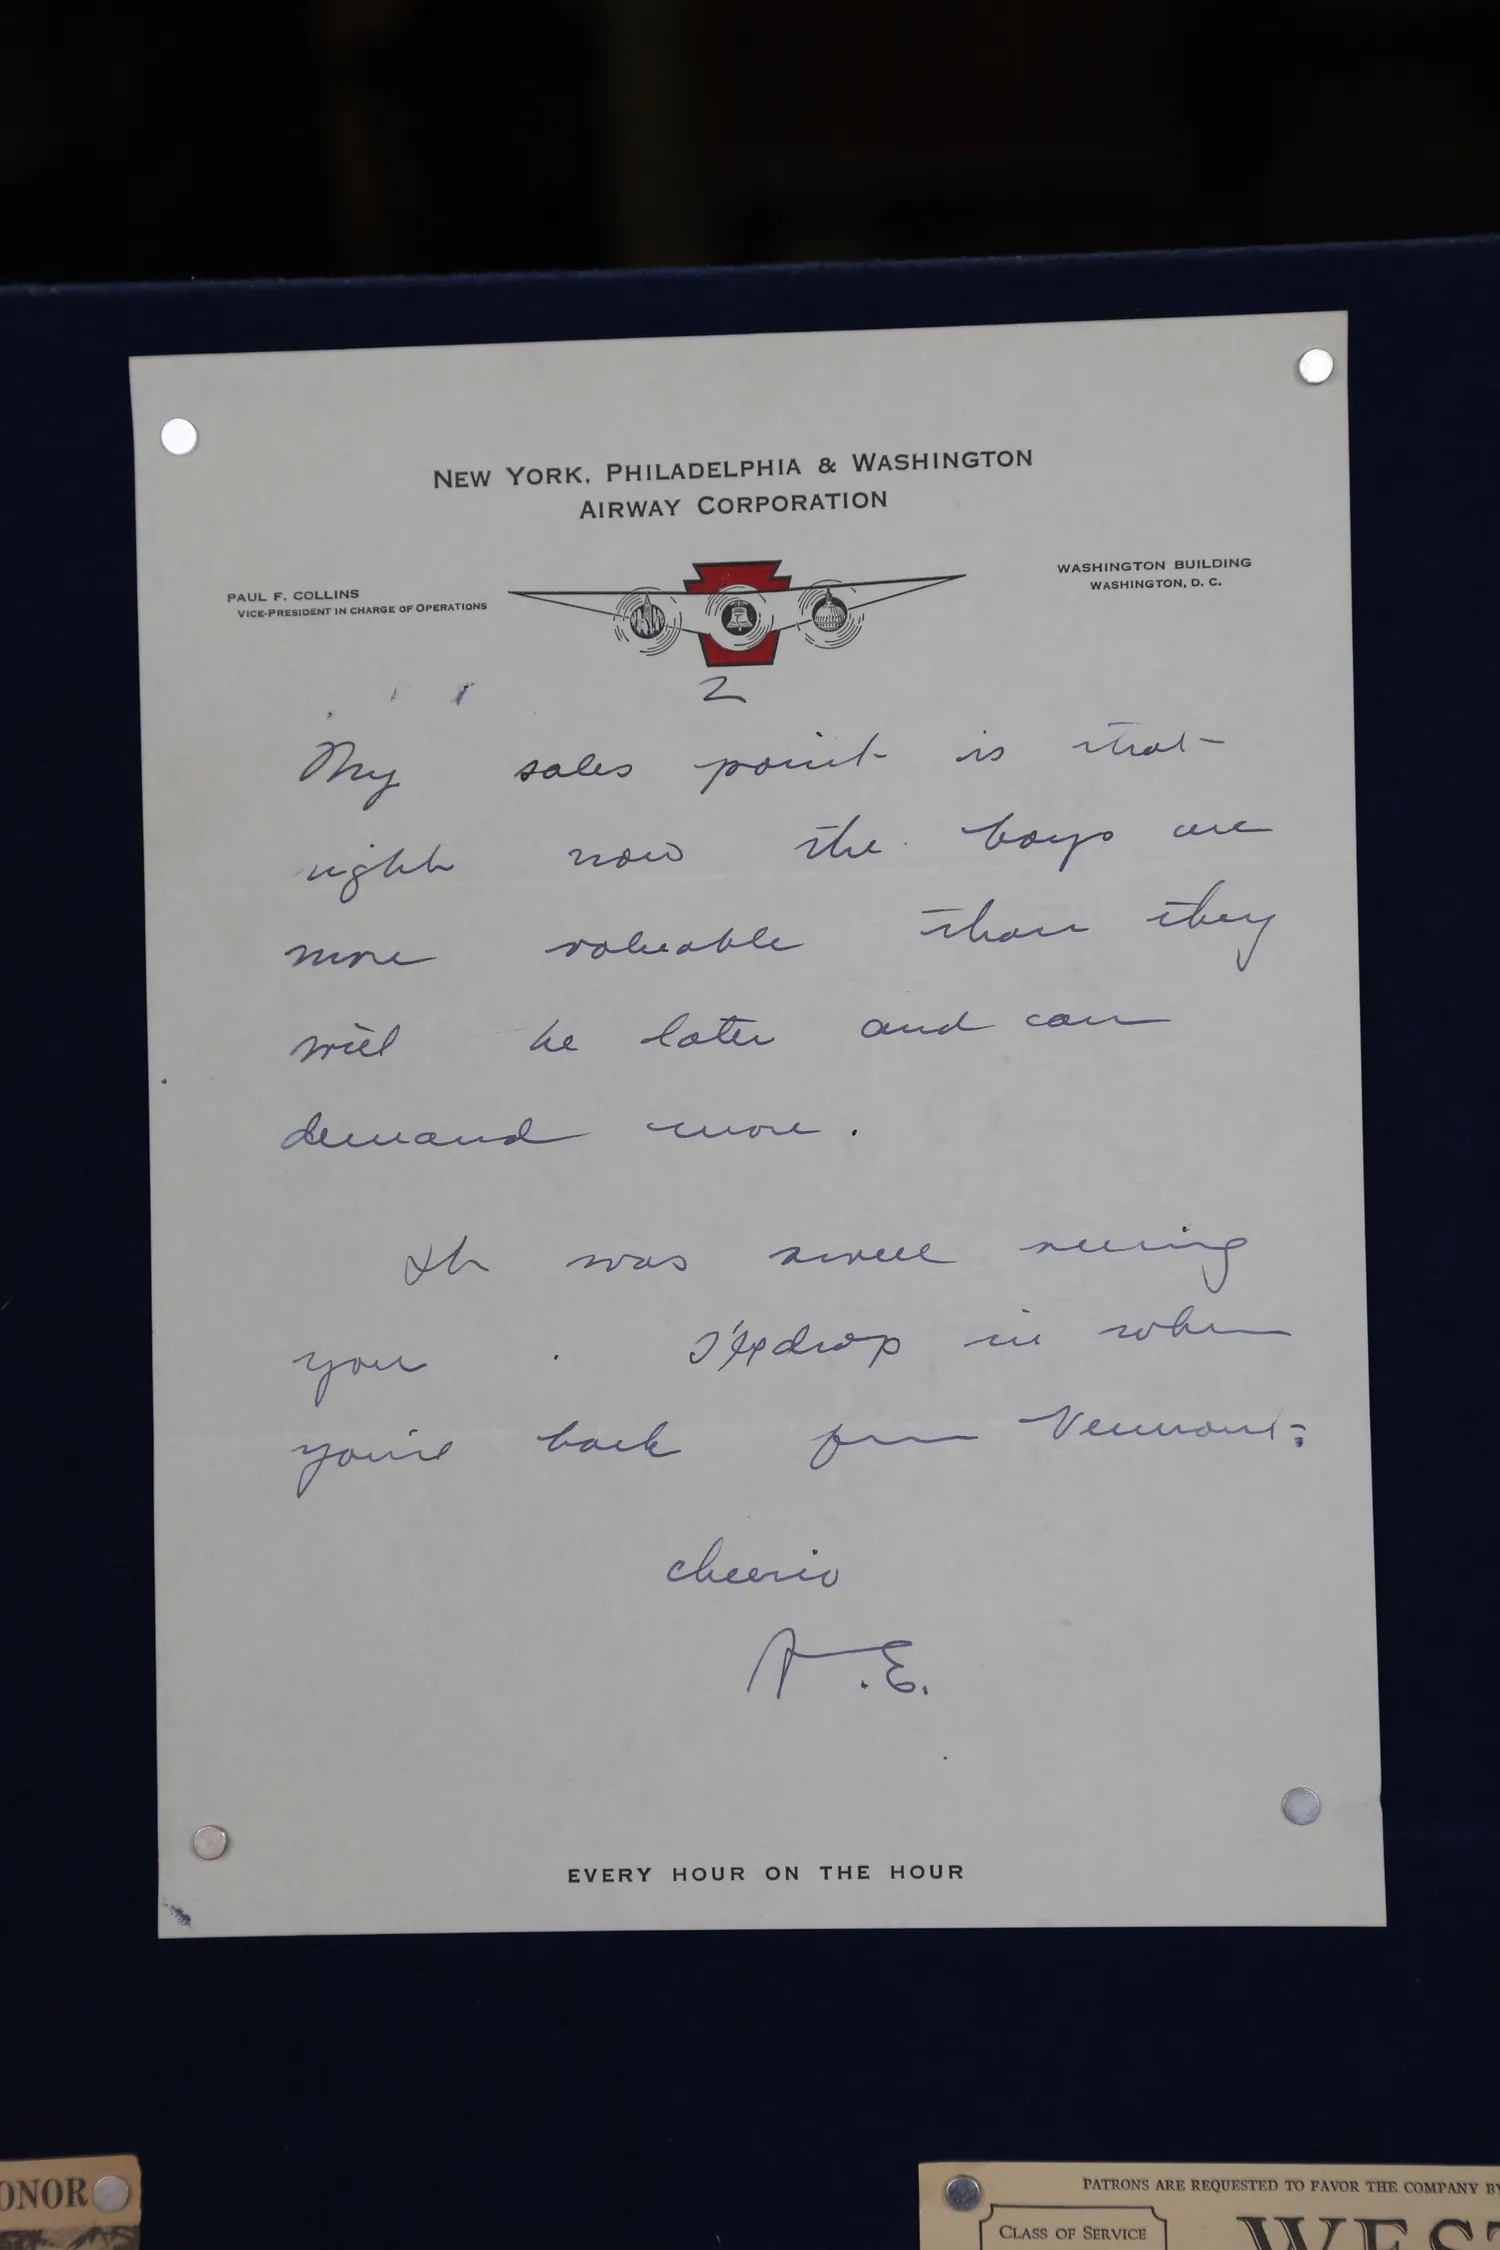 NEW YORK, PHILADELPHIA & WASHINGTON
AIRWAY CORPORATION
PAUL F. COLLINS
VICE-PRESIDENT IN CHARGE OF OPERATIONS
WASHINGTON BUILDING
WASHINGTON, D. C.
2
My sales point is that
right now the boys are
more valuable than they
will be later and can
demand more.
It was swell seeing
you. I'll drop in when
you're back from Vermont.
cheerio
A.E.
EVERY HOUR ON THE HOUR
ONOR
PATRONS ARE REQUESTED TO FAVOR THE COMPANY BY
CLASS OF SERVICE
WEST